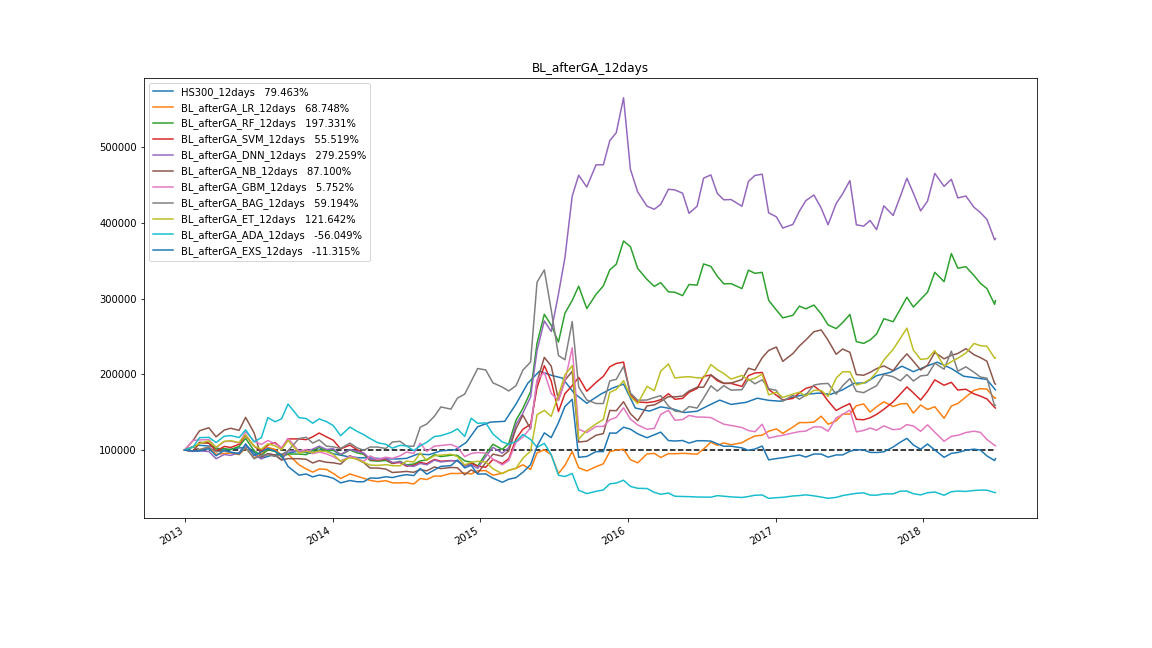 BL_afterGA_12days
HS300_12days 79.463%
BL_afterGA_LR_12days 68.748%
BL_afterGA_RF_12days 197.331%
BL_afterGA_SVM_12days 55.519%
BL_afterGA_DNN_12days 279.259%
BL_afterGA_NB_12days 87.100%
BL_afterGA_GBM_12days 5.752%
BL_afterGA_BAG_12days 59.194%
BL_afterGA_ET_12days 121.642%
BL_afterGA_ADA_12days -56.049%
BL_afterGA_EXS_12days -11.315%
500000
400000
300000
200000
100000
2013 2014 2015 2016 2017 2018